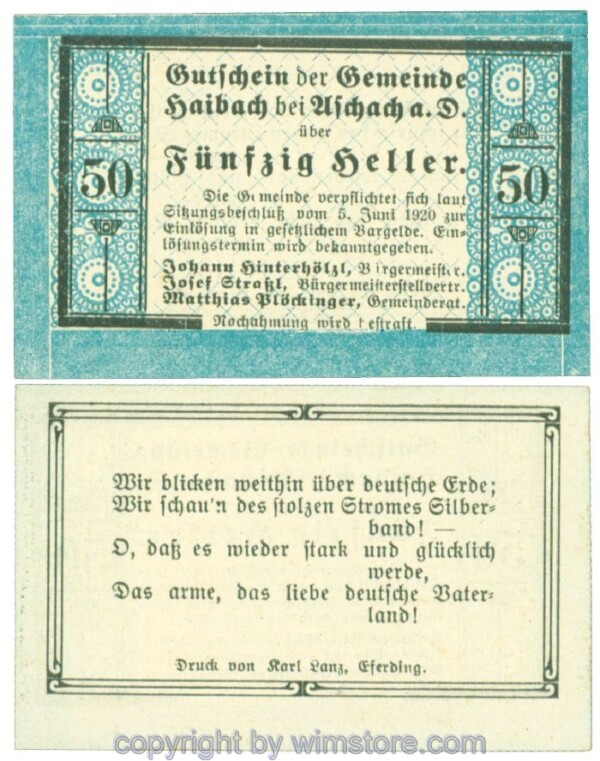 Gutschein der Gemeinde
Haibach bei Aschach a. D.
über
Fünfzig Heller.
50
50
Die Gemeinde verpflichtet sich laut
Sitzungsbeschluß vom 5. Juni 1920 zur
Einlösung in gesetzlichem Bargelde. Ein-
lösungstermin wird bekanntgegeben.
Johann Hinterhölzl, Bürgermeister.
Josef Straßl, Bürgermeisterstellvertr.
Matthias Plöckinger, Gemeinderat.
Nachahmung wird bestraft.
Wir blicken weithin über deutsche Erde;
Wir schau'n des stolzen Stromes Silber-
band! —
O, daß es wieder stark und glücklich
werde,
Das arme, das liebe deutsche Vater-
land!
Druck von Karl Lanz, Eferding.
copyright by wimstore.com